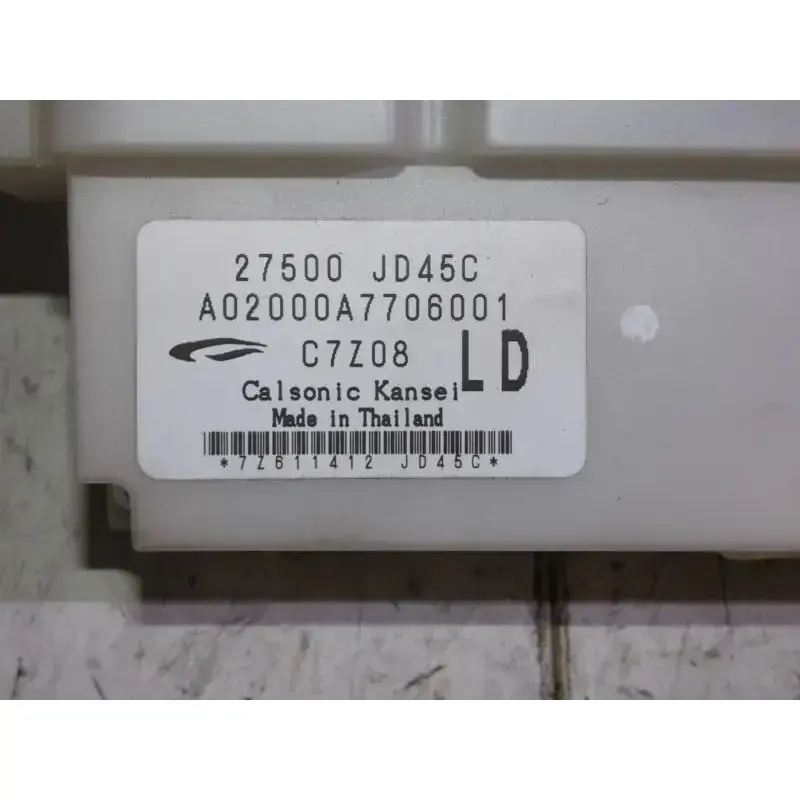 27500 JD45C
A02000A7706001
C7Z08 LD
Calsonic Kansei
Made in Thailand
*7Z611412 JD45C*